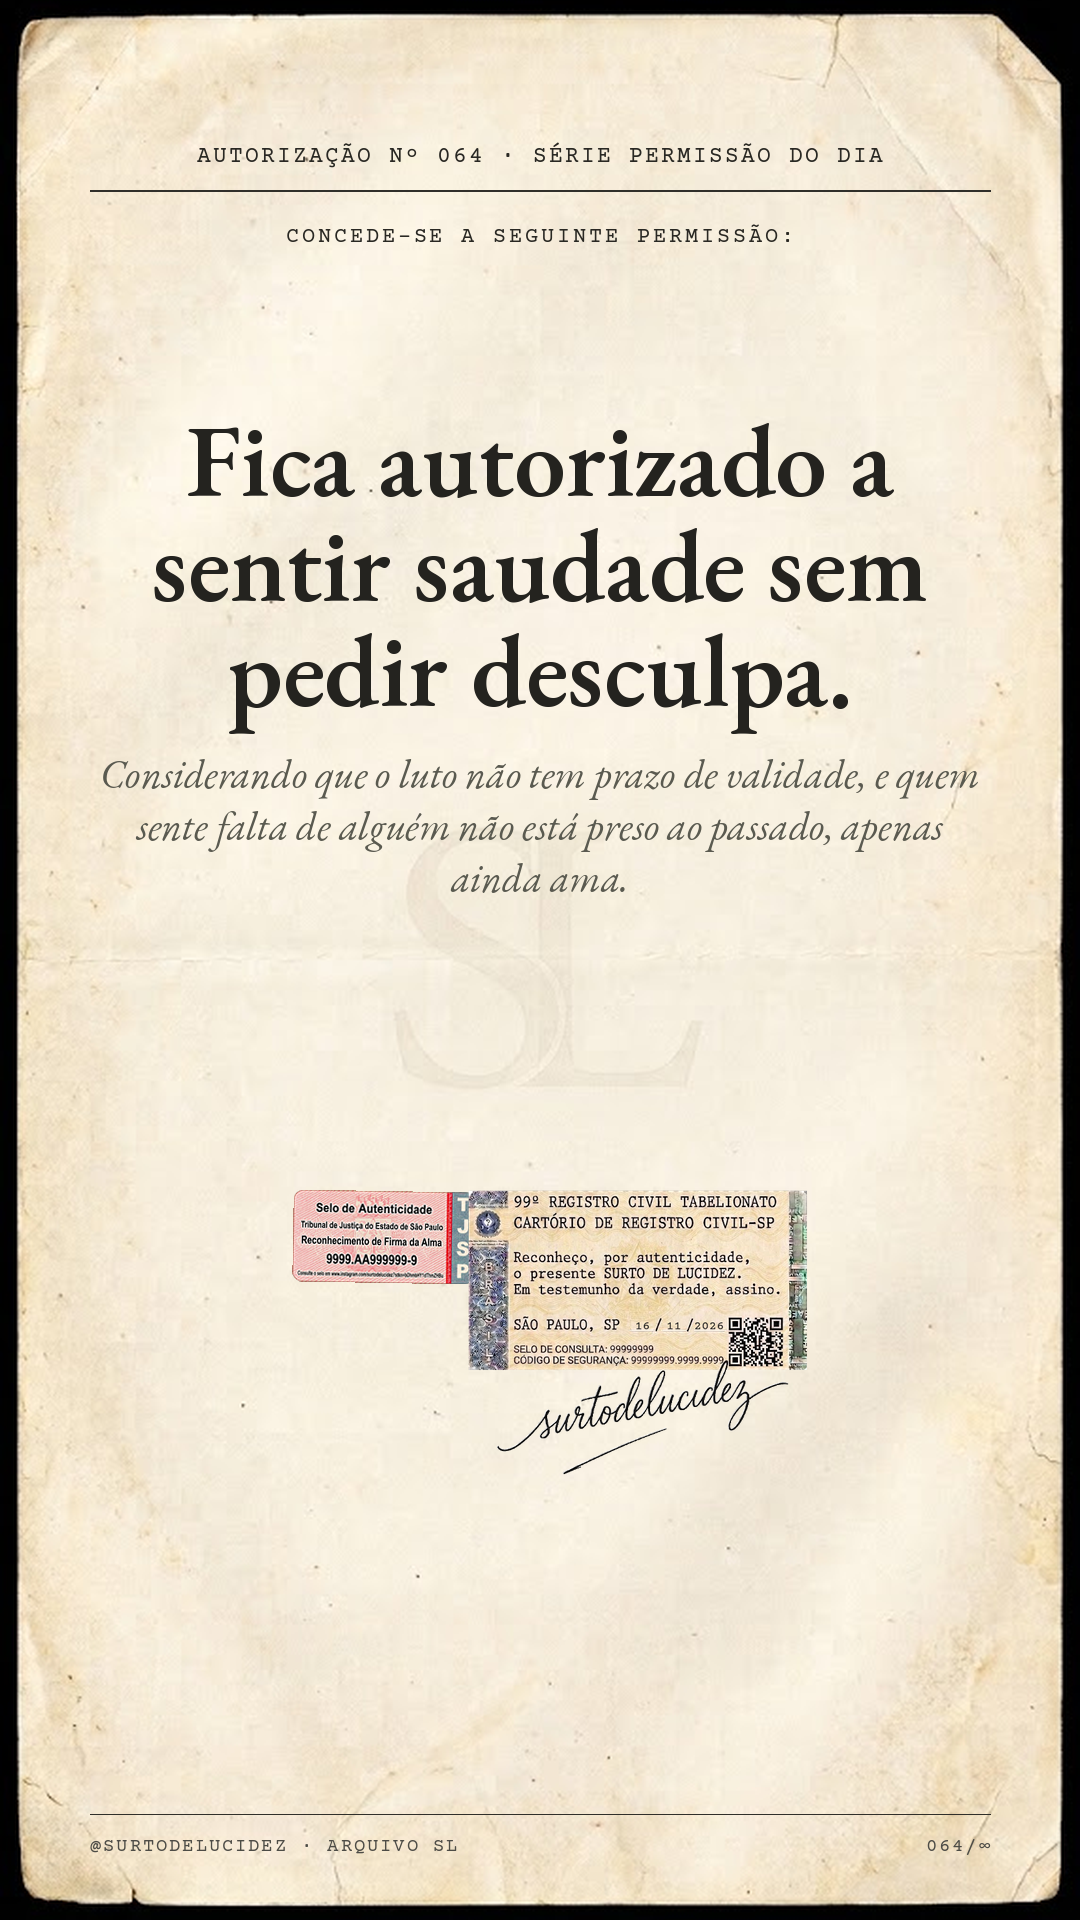 AUTORIZAÇÃO Nº 064 · SÉRIE PERMISSÃO DO DIA
CONCEDE-SE A SEGUINTE PERMISSÃO:
Fica autorizado a
sentir saudade sem
pedir desculpa.
Considerando que o luto não tem prazo de validade, e quem
sente falta de alguém não está preso ao passado, apenas
ainda ama.
SL
Selo de Autenticidade
Tribunal de Justiça do Estado de São Paulo
Reconhecimento de Firma da Alma
9999.AA999999-9
TJSP
BRASIL
99º REGISTRO CIVIL TABELIONATO
CARTÓRIO DE REGISTRO CIVIL-SP
Reconheço, por autenticidade,
o presente SURTO DE LUCIDEZ.
Em testemunho da verdade, assino.
SÃO PAULO, SP 16 / 11 /2026
SELO DE CONSULTA: 99999999
CÓDIGO DE SEGURANÇA: 99999999.9999.9999
surtodelucidez
@SURTODELUCIDEZ · ARQUIVO SL
064/∞